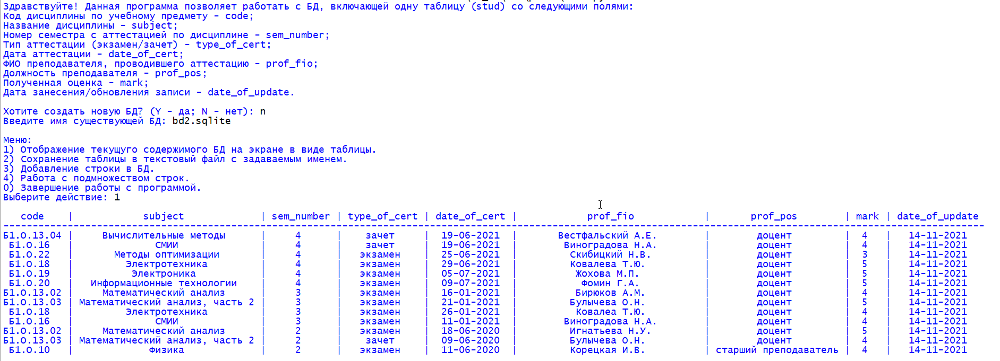 Здравствуйте! Данная программа позволяет работать с БД, включающей одну таблицу (stud) со следующими полями:
Код дисциплины по учебному предмету - code;
Название дисциплины - subject;
Номер семестра с аттестацией по дисциплине - sem_number;
Тип аттестации (экзамен/зачет) - type_of_cert;
Дата аттестации - date_of_cert;
ФИО преподавателя, проводившего аттестацию - prof_fio;
Должность преподавателя - prof_pos;
Полученная оценка - mark;
Дата занесения/обновления записи - date_of_update.
Хотите создать новую БД? (Y - да; N - нет): n
Введите имя существующей БД: bd2.sqlite
Меню:
1) Отображение текущуго содержимого БД на экране в виде таблицы.
2) Сохранение таблицы в текстовый файл с задаваемым именем.
3) Добавление строки в БД.
4) Работа с подмножеством строк.
0) Завершение работы с программой.
Выберите действие: 1
code | subject | sem_number | type_of_cert | date_of_cert | prof_fio | prof_pos | mark | date_of_update
Б1.О.13.04 | Вычислительные методы | 4 | зачет | 19-06-2021 | Вестфальский А.Е. | доцент | 4 | 14-11-2021
Б1.О.16 | СМИИ | 4 | зачет | 19-06-2021 | Виноградова Н.А. | доцент | 4 | 14-11-2021
Б1.О.22 | Методы оптимизации | 4 | экзамен | 25-06-2021 | Скибицкий Н.В. | доцент | 3 | 14-11-2021
Б1.О.18 | Электротехника | 4 | экзамен | 29-06-2021 | Ковалева Т.Ю. | доцент | 5 | 14-11-2021
Б1.О.19 | Электроника | 4 | экзамен | 05-07-2021 | Жохова М.П. | доцент | 5 | 14-11-2021
Б1.О.20 | Информационные технологии | 4 | экзамен | 09-07-2021 | Фомин Г.А. | доцент | 5 | 14-11-2021
Б1.О.13.02 | Математический анализ | 3 | экзамен | 16-01-2021 | Бирюков А.М. | доцент | 4 | 14-11-2021
Б1.О.13.03 | Математический анализ, часть 2 | 3 | экзамен | 21-01-2021 | Булычева О.Н. | доцент | 5 | 14-11-2021
Б1.О.18 | Электротехника | 3 | экзамен | 26-01-2021 | Ковалеа Т.Ю. | доцент | 4 | 14-11-2021
Б1.О.16 | СМИИ | 3 | экзамен | 11-01-2021 | Виноградова Н.А. | доцент | 4 | 14-11-2021
Б1.О.13.02 | Математический анализ | 2 | экзамен | 18-06-2020 | Игнатьева Н.У. | доцент | 5 | 14-11-2021
Б1.О.13.03 | Математический анализ, часть 2 | 2 | зачет | 09-06-2020 | Булычева О.Н. | доцент | 4 | 14-11-2021
Б1.О.10 | Физика | 2 | экзамен | 11-06-2020 | Корецкая И.В. | старший преподаватель | 4 | 14-11-2021